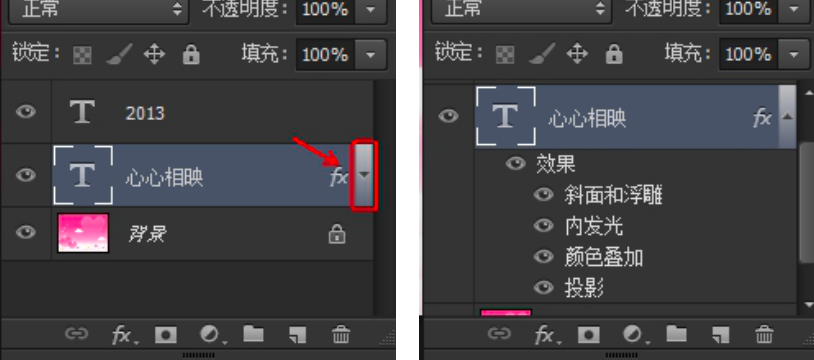 正常 不透明度: 100%
锁定: 填充: 100%
T 2013
T 心心相映 fx
背景
fx
正常 不透明度: 100%
锁定: 填充: 100%
T 心心相映 fx
效果
斜面和浮雕
内发光
颜色叠加
投影
fx